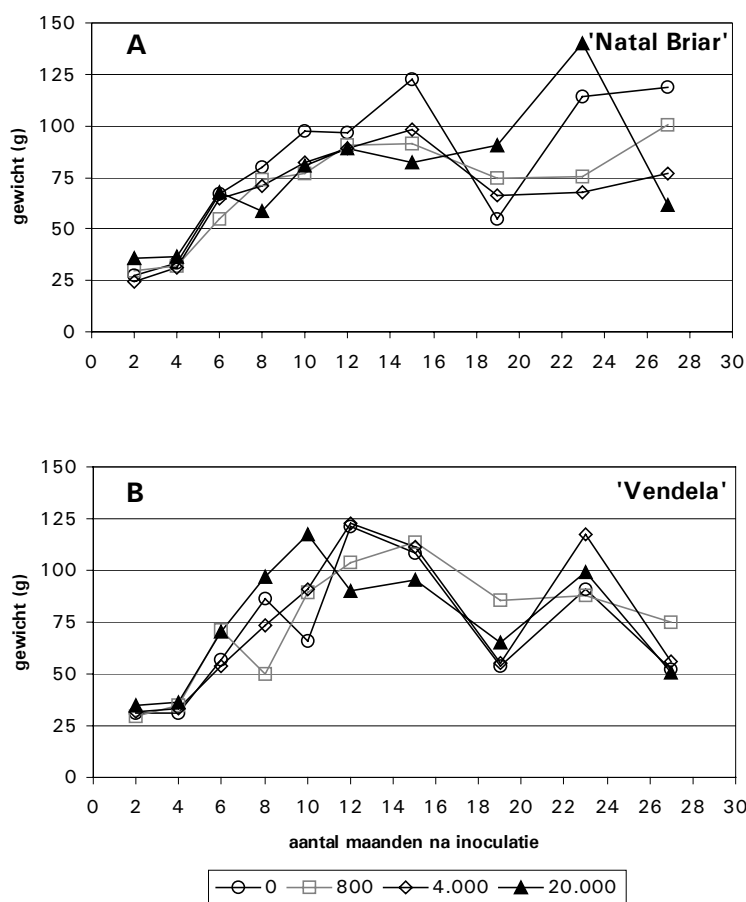 150
A
'Natal Briar'
125
100
75
50
25
0
gewicht (g)
0 2 4 6 8 10 12 14 16 18 20 22 24 26 28 30
150
B
'Vendela'
125
100
75
50
25
0
gewicht (g)
0 2 4 6 8 10 12 14 16 18 20 22 24 26 28 30
aantal maanden na inoculatie
0 800 4.000 20.000